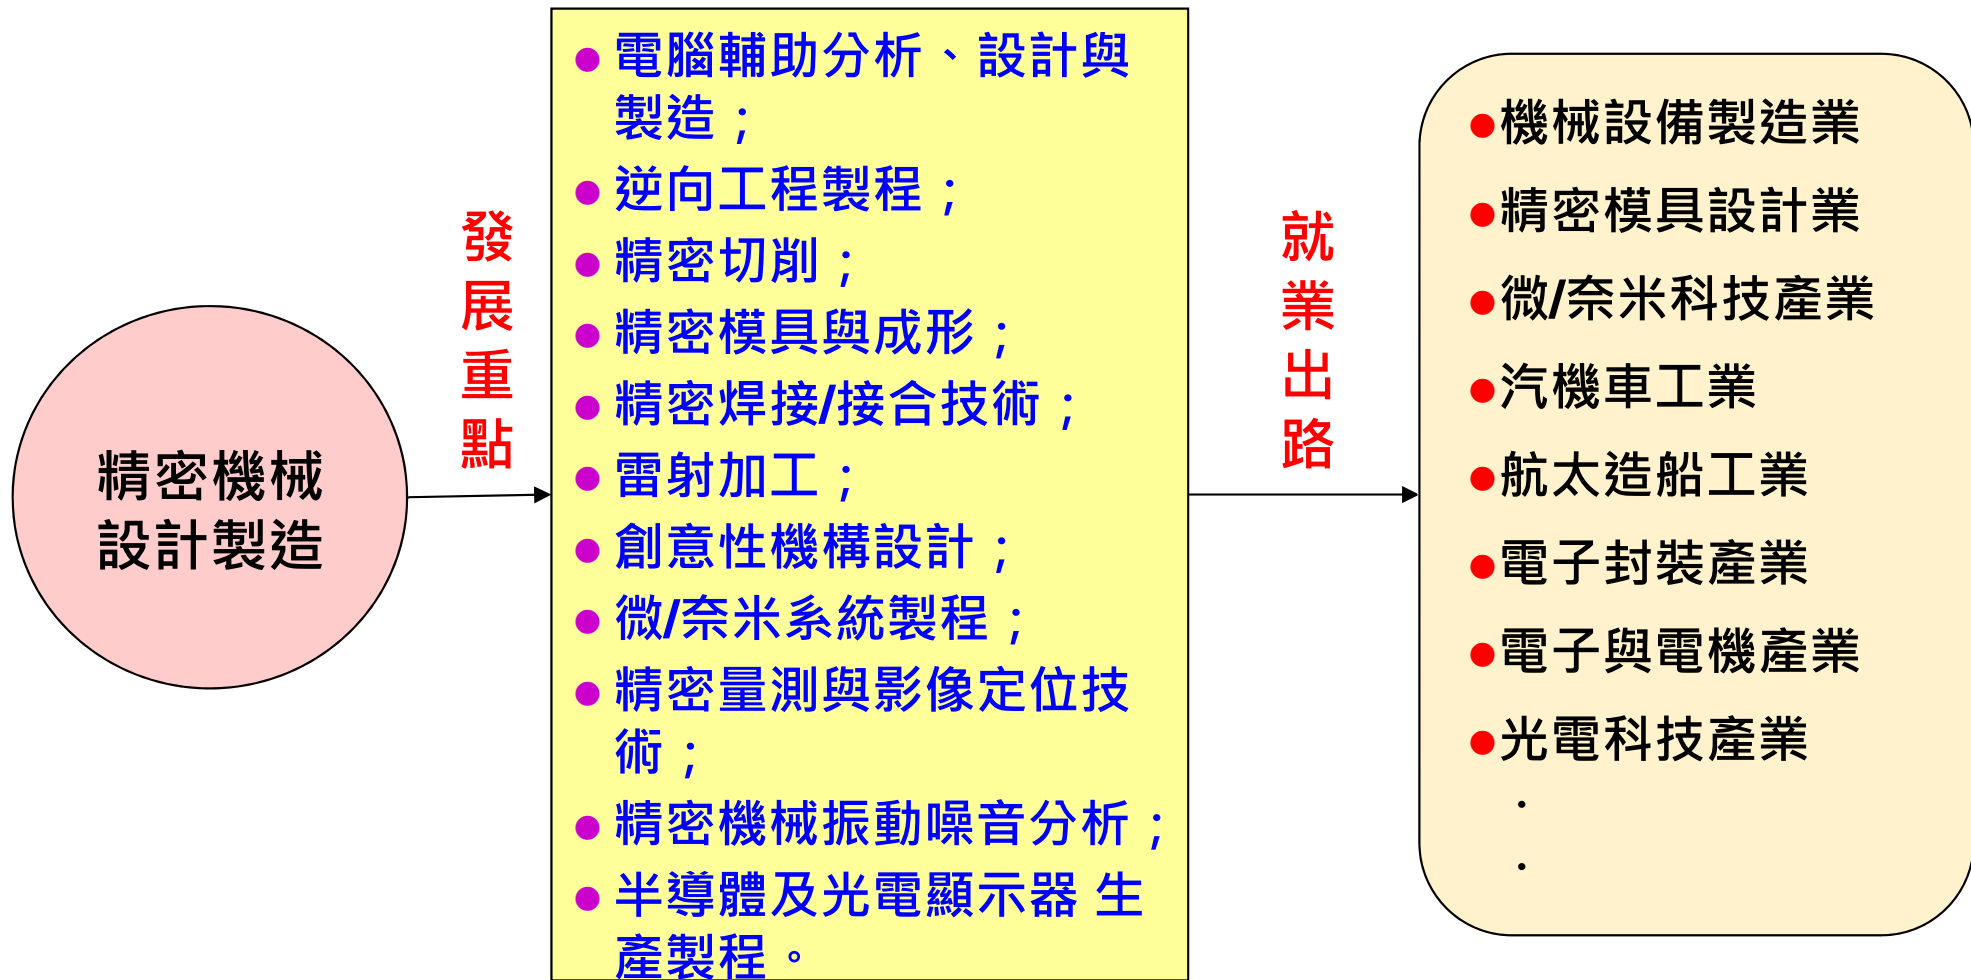 精密機械
設計製造
發展重點
●電腦輔助分析、設計與
製造；
●逆向工程製程；
●精密切削；
●精密模具與成形；
●精密焊接/接合技術；
●雷射加工；
●創意性機構設計；
●微/奈米系統製程；
●精密量測與影像定位技
術；
●精密機械振動噪音分析；
●半導體及光電顯示器 生
產製程。
就業出路
●機械設備製造業
●精密模具設計業
●微/奈米科技產業
●汽機車工業
●航太造船工業
●電子封裝產業
●電子與電機產業
●光電科技產業
．
．